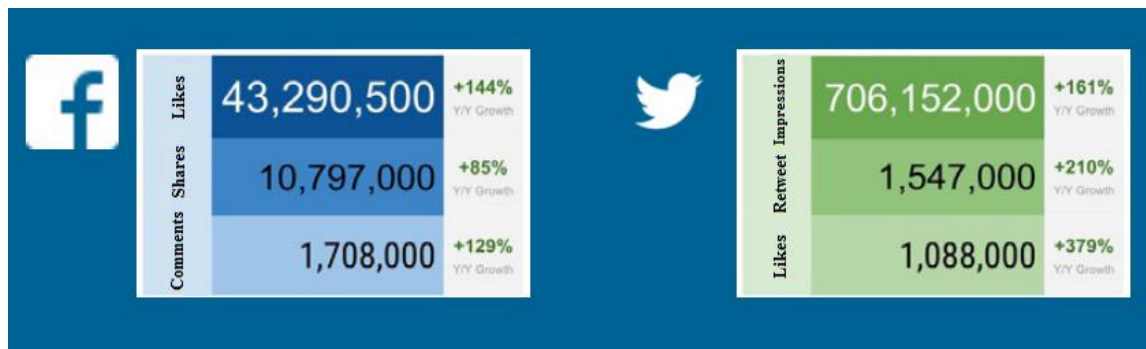 Likes 43,290,500 +144%
Y/Y Growth
Shares 10,797,000 +85%
Y/Y Growth
Comments 1,708,000 +129%
Y/Y Growth
Impressions 706,152,000 +161%
Y/Y Growth
Retweet 1,547,000 +210%
Y/Y Growth
Likes 1,088,000 +379%
Y/Y Growth